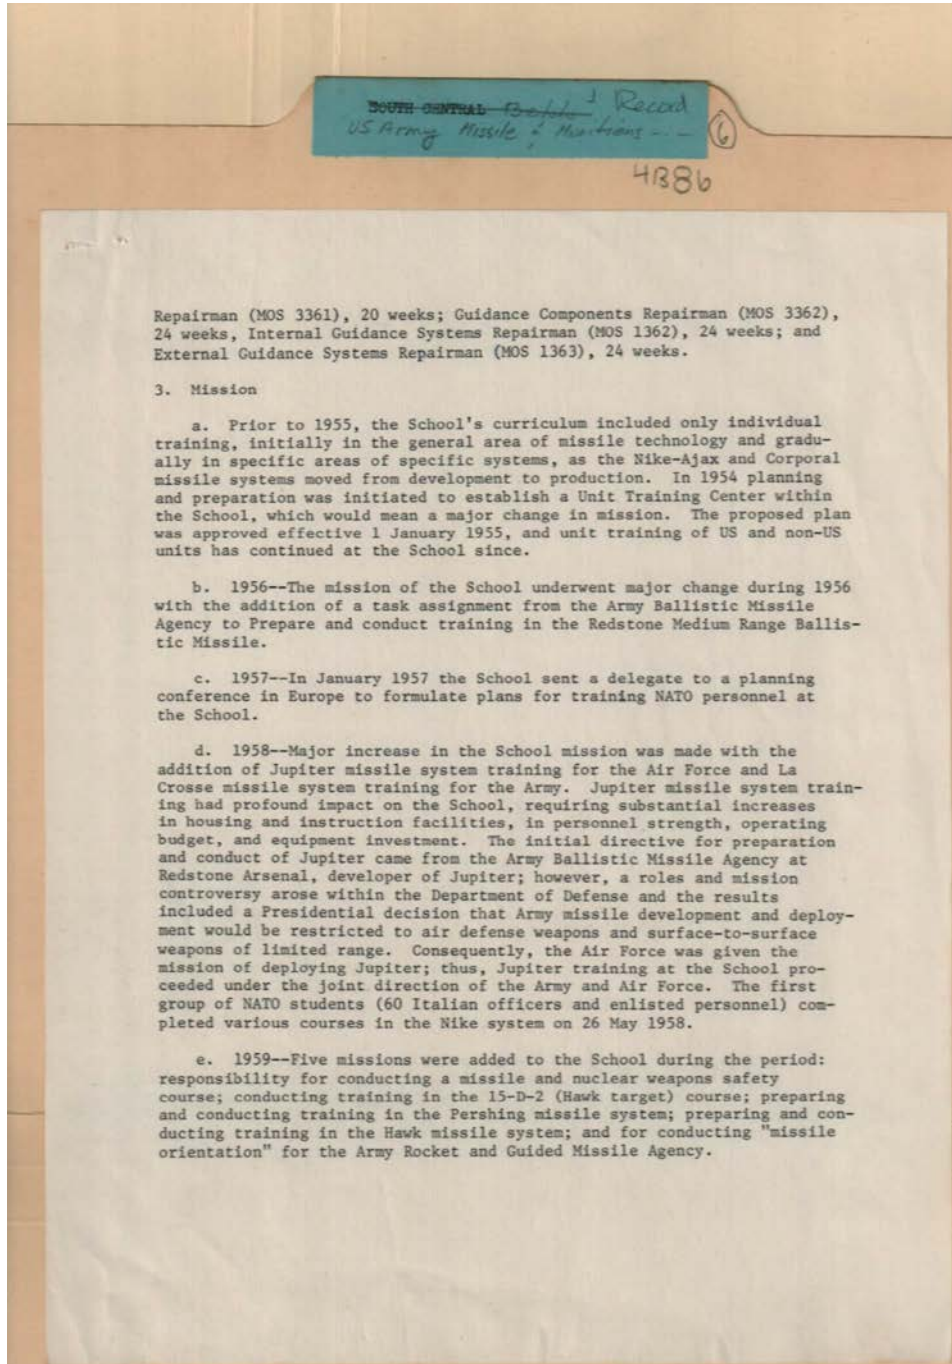 SOUTH CENTRAL Record
US Army Missile & Munitions - - -
6
4B86
Repairman (MOS 3361), 20 weeks; Guidance Components Repairman (MOS 3362),
24 weeks, Internal Guidance Systems Repairman (MOS 1362), 24 weeks; and
External Guidance Systems Repairman (MOS 1363), 24 weeks.
3. Mission
a. Prior to 1955, the School's curriculum included only individual
training, initially in the general area of missile technology and gradu-
ally in specific areas of specific systems, as the Nike-Ajax and Corporal
missile systems moved from development to production. In 1954 planning
and preparation was initiated to establish a Unit Training Center within
the School, which would mean a major change in mission. The proposed plan
was approved effective 1 January 1955, and unit training of US and non-US
units has continued at the School since.
b. 1956--The mission of the School underwent major change during 1956
with the addition of a task assignment from the Army Ballistic Missile
Agency to Prepare and conduct training in the Redstone Medium Range Ballis-
tic Missile.
c. 1957--In January 1957 the School sent a delegate to a planning
conference in Europe to formulate plans for training NATO personnel at
the School.
d. 1958--Major increase in the School mission was made with the
addition of Jupiter missile system training for the Air Force and La
Crosse missile system training for the Army. Jupiter missile system train-
ing had profound impact on the School, requiring substantial increases
in housing and instruction facilities, in personnel strength, operating
budget, and equipment investment. The initial directive for preparation
and conduct of Jupiter came from the Army Ballistic Missile Agency at
Redstone Arsenal, developer of Jupiter; however, a roles and mission
controversy arose within the Department of Defense and the results
included a Presidential decision that Army missile development and deploy-
ment would be restricted to air defense weapons and surface-to-surface
weapons of limited range. Consequently, the Air Force was given the
mission of deploying Jupiter; thus, Jupiter training at the School pro-
ceeded under the joint direction of the Army and Air Force. The first
group of NATO students (60 Italian officers and enlisted personnel) com-
pleted various courses in the Nike system on 26 May 1958.
e. 1959--Five missions were added to the School during the period:
responsibility for conducting a missile and nuclear weapons safety
course; conducting training in the 15-D-2 (Hawk target) course; preparing
and conducting training in the Pershing missile system; preparing and con-
ducting training in the Hawk missile system; and for conducting "missile
orientation" for the Army Rocket and Guided Missile Agency.